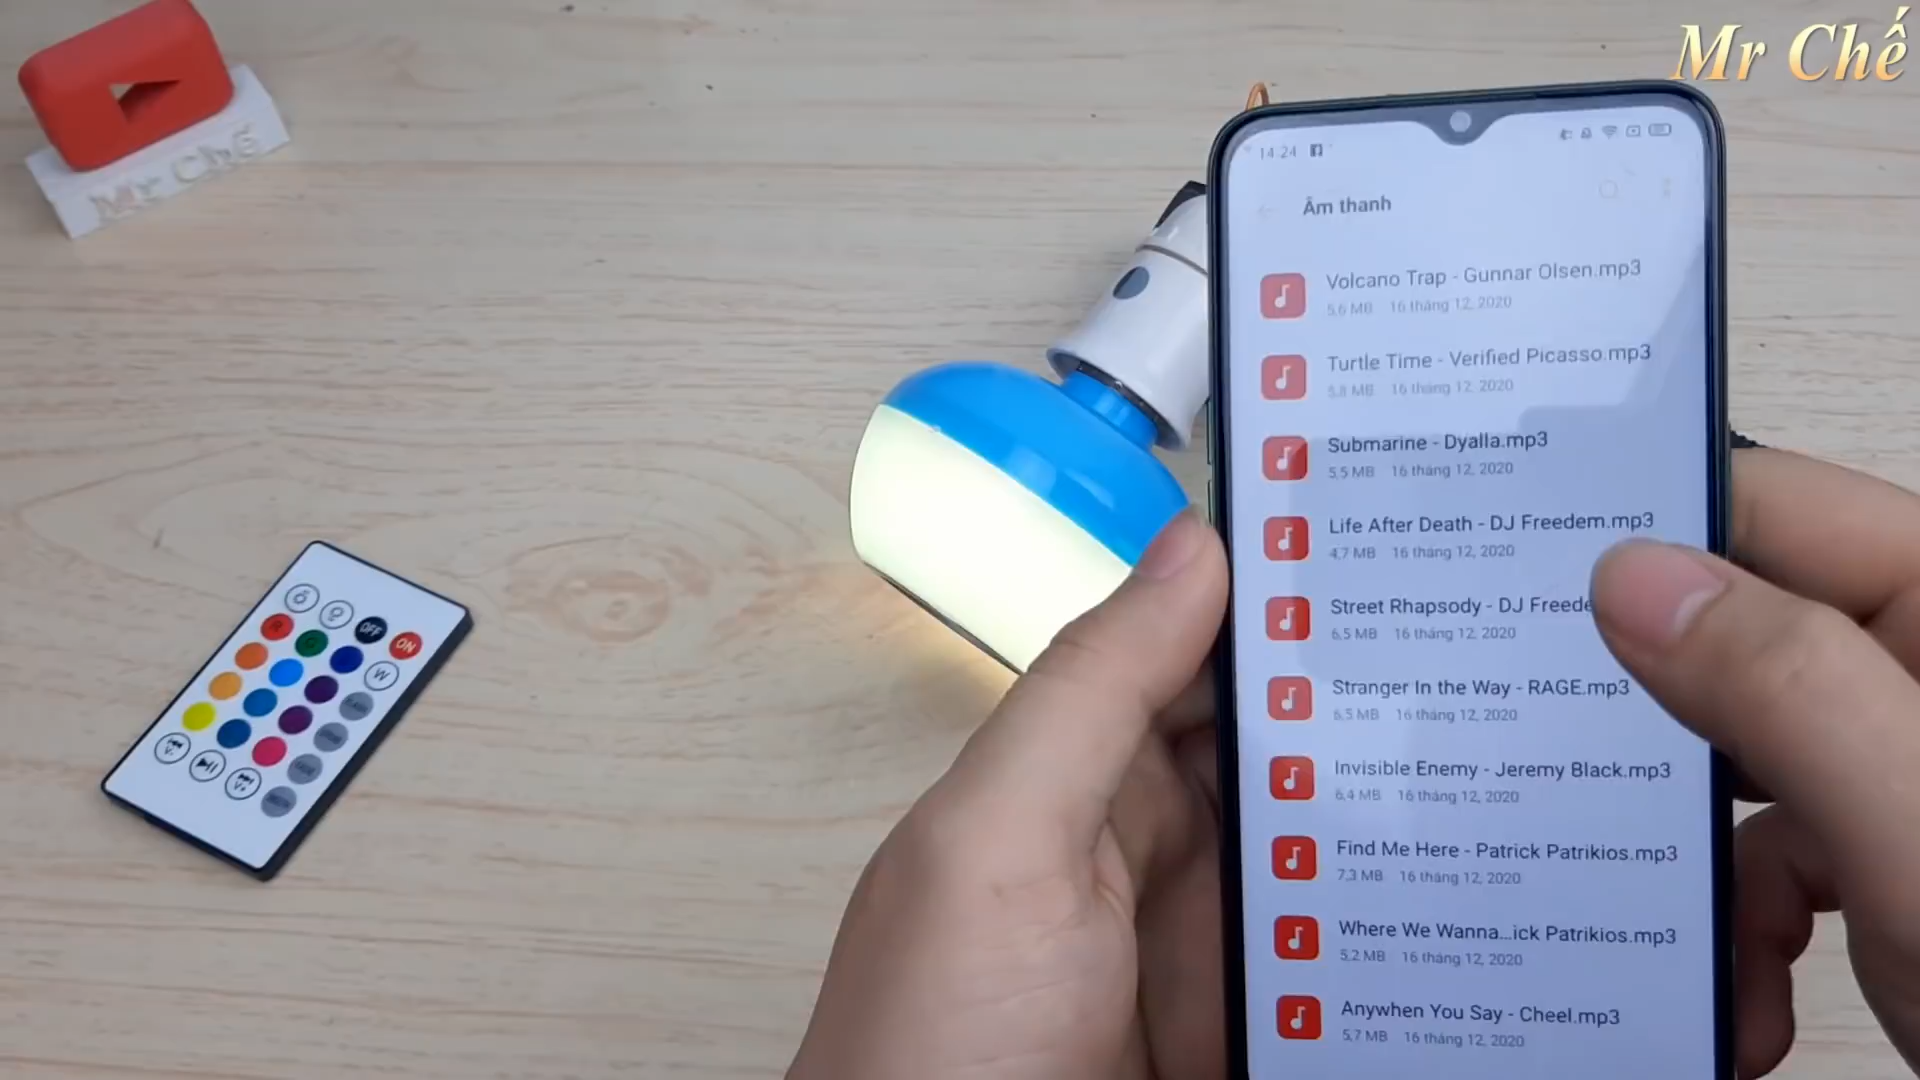 Mr Chế
Mr Chế
14.24
Âm thanh
Volcano Trap - Gunnar Olsen.mp3
5,6 MB 16 tháng 12, 2020
Turtle Time - Verified Picasso.mp3
5,8 MB 16 tháng 12, 2020
Submarine - Dyalla.mp3
5,5 MB 16 tháng 12, 2020
Life After Death - DJ Freedem.mp3
4,7 MB 16 tháng 12, 2020
Street Rhapsody - DJ Freede
6,5 MB 16 tháng 12, 2020
Stranger In the Way - RAGE.mp3
6,5 MB 16 tháng 12, 2020
Invisible Enemy - Jeremy Black.mp3
6,4 MB 16 tháng 12, 2020
Find Me Here - Patrick Patrikios.mp3
7,3 MB 16 tháng 12, 2020
Where We Wanna...ick Patrikios.mp3
5,2 MB 16 tháng 12, 2020
Anywhen You Say - Cheel.mp3
5,7 MB 16 tháng 12, 2020
OFF
ON
R
G
W
V-
V+